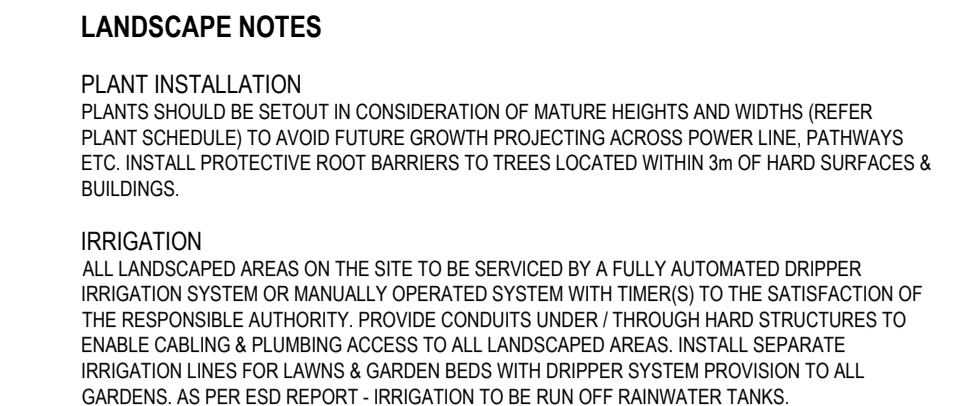 LANDSCAPE NOTES
PLANT INSTALLATION
PLANTS SHOULD BE SETOUT IN CONSIDERATION OF MATURE HEIGHTS AND WIDTHS (REFER
PLANT SCHEDULE) TO AVOID FUTURE GROWTH PROJECTING ACROSS POWER LINE, PATHWAYS
ETC. INSTALL PROTECTIVE ROOT BARRIERS TO TREES LOCATED WITHIN 3m OF HARD SURFACES &
BUILDINGS.
IRRIGATION
ALL LANDSCAPED AREAS ON THE SITE TO BE SERVICED BY A FULLY AUTOMATED DRIPPER
IRRIGATION SYSTEM OR MANUALLY OPERATED SYSTEM WITH TIMER(S) TO THE SATISFACTION OF
THE RESPONSIBLE AUTHORITY. PROVIDE CONDUITS UNDER / THROUGH HARD STRUCTURES TO
ENABLE CABLING & PLUMBING ACCESS TO ALL LANDSCAPED AREAS. INSTALL SEPARATE
IRRIGATION LINES FOR LAWNS & GARDEN BEDS WITH DRIPPER SYSTEM PROVISION TO ALL
GARDENS. AS PER ESD REPORT - IRRIGATION TO BE RUN OFF RAINWATER TANKS.